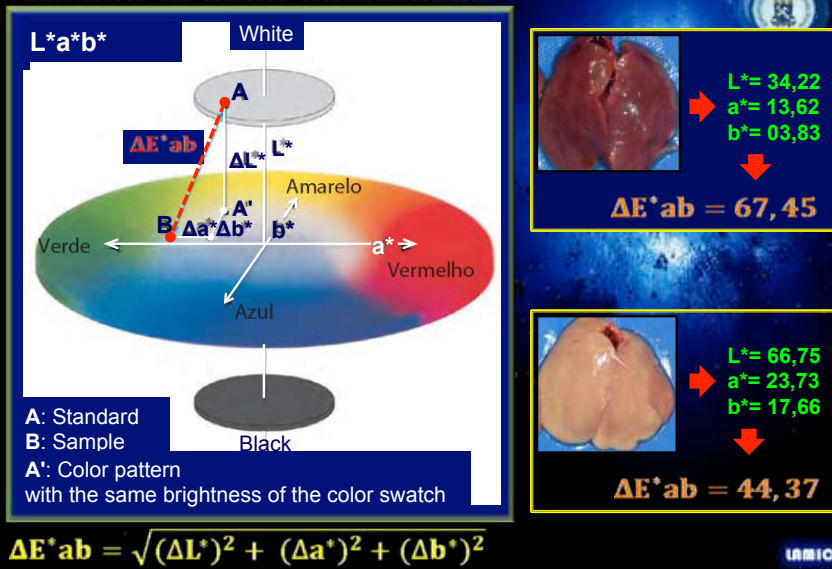 L*a*b*
White
A
ΔE*ab
ΔL*
L*
Amarelo
A'
B
Δa*
Δb*
b*
Verde
a*
Vermelho
Azul
A: Standard
B: Sample
Black
A': Color pattern
with the same brightness of the color swatch
ΔE*ab = √(ΔL*)² + (Δa*)² + (Δb*)²
L*= 34,22
a*= 13,62
b*= 03,83
ΔE*ab = 67,45
L*= 66,75
a*= 23,73
b*= 17,66
ΔE*ab = 44,37
LAMIC